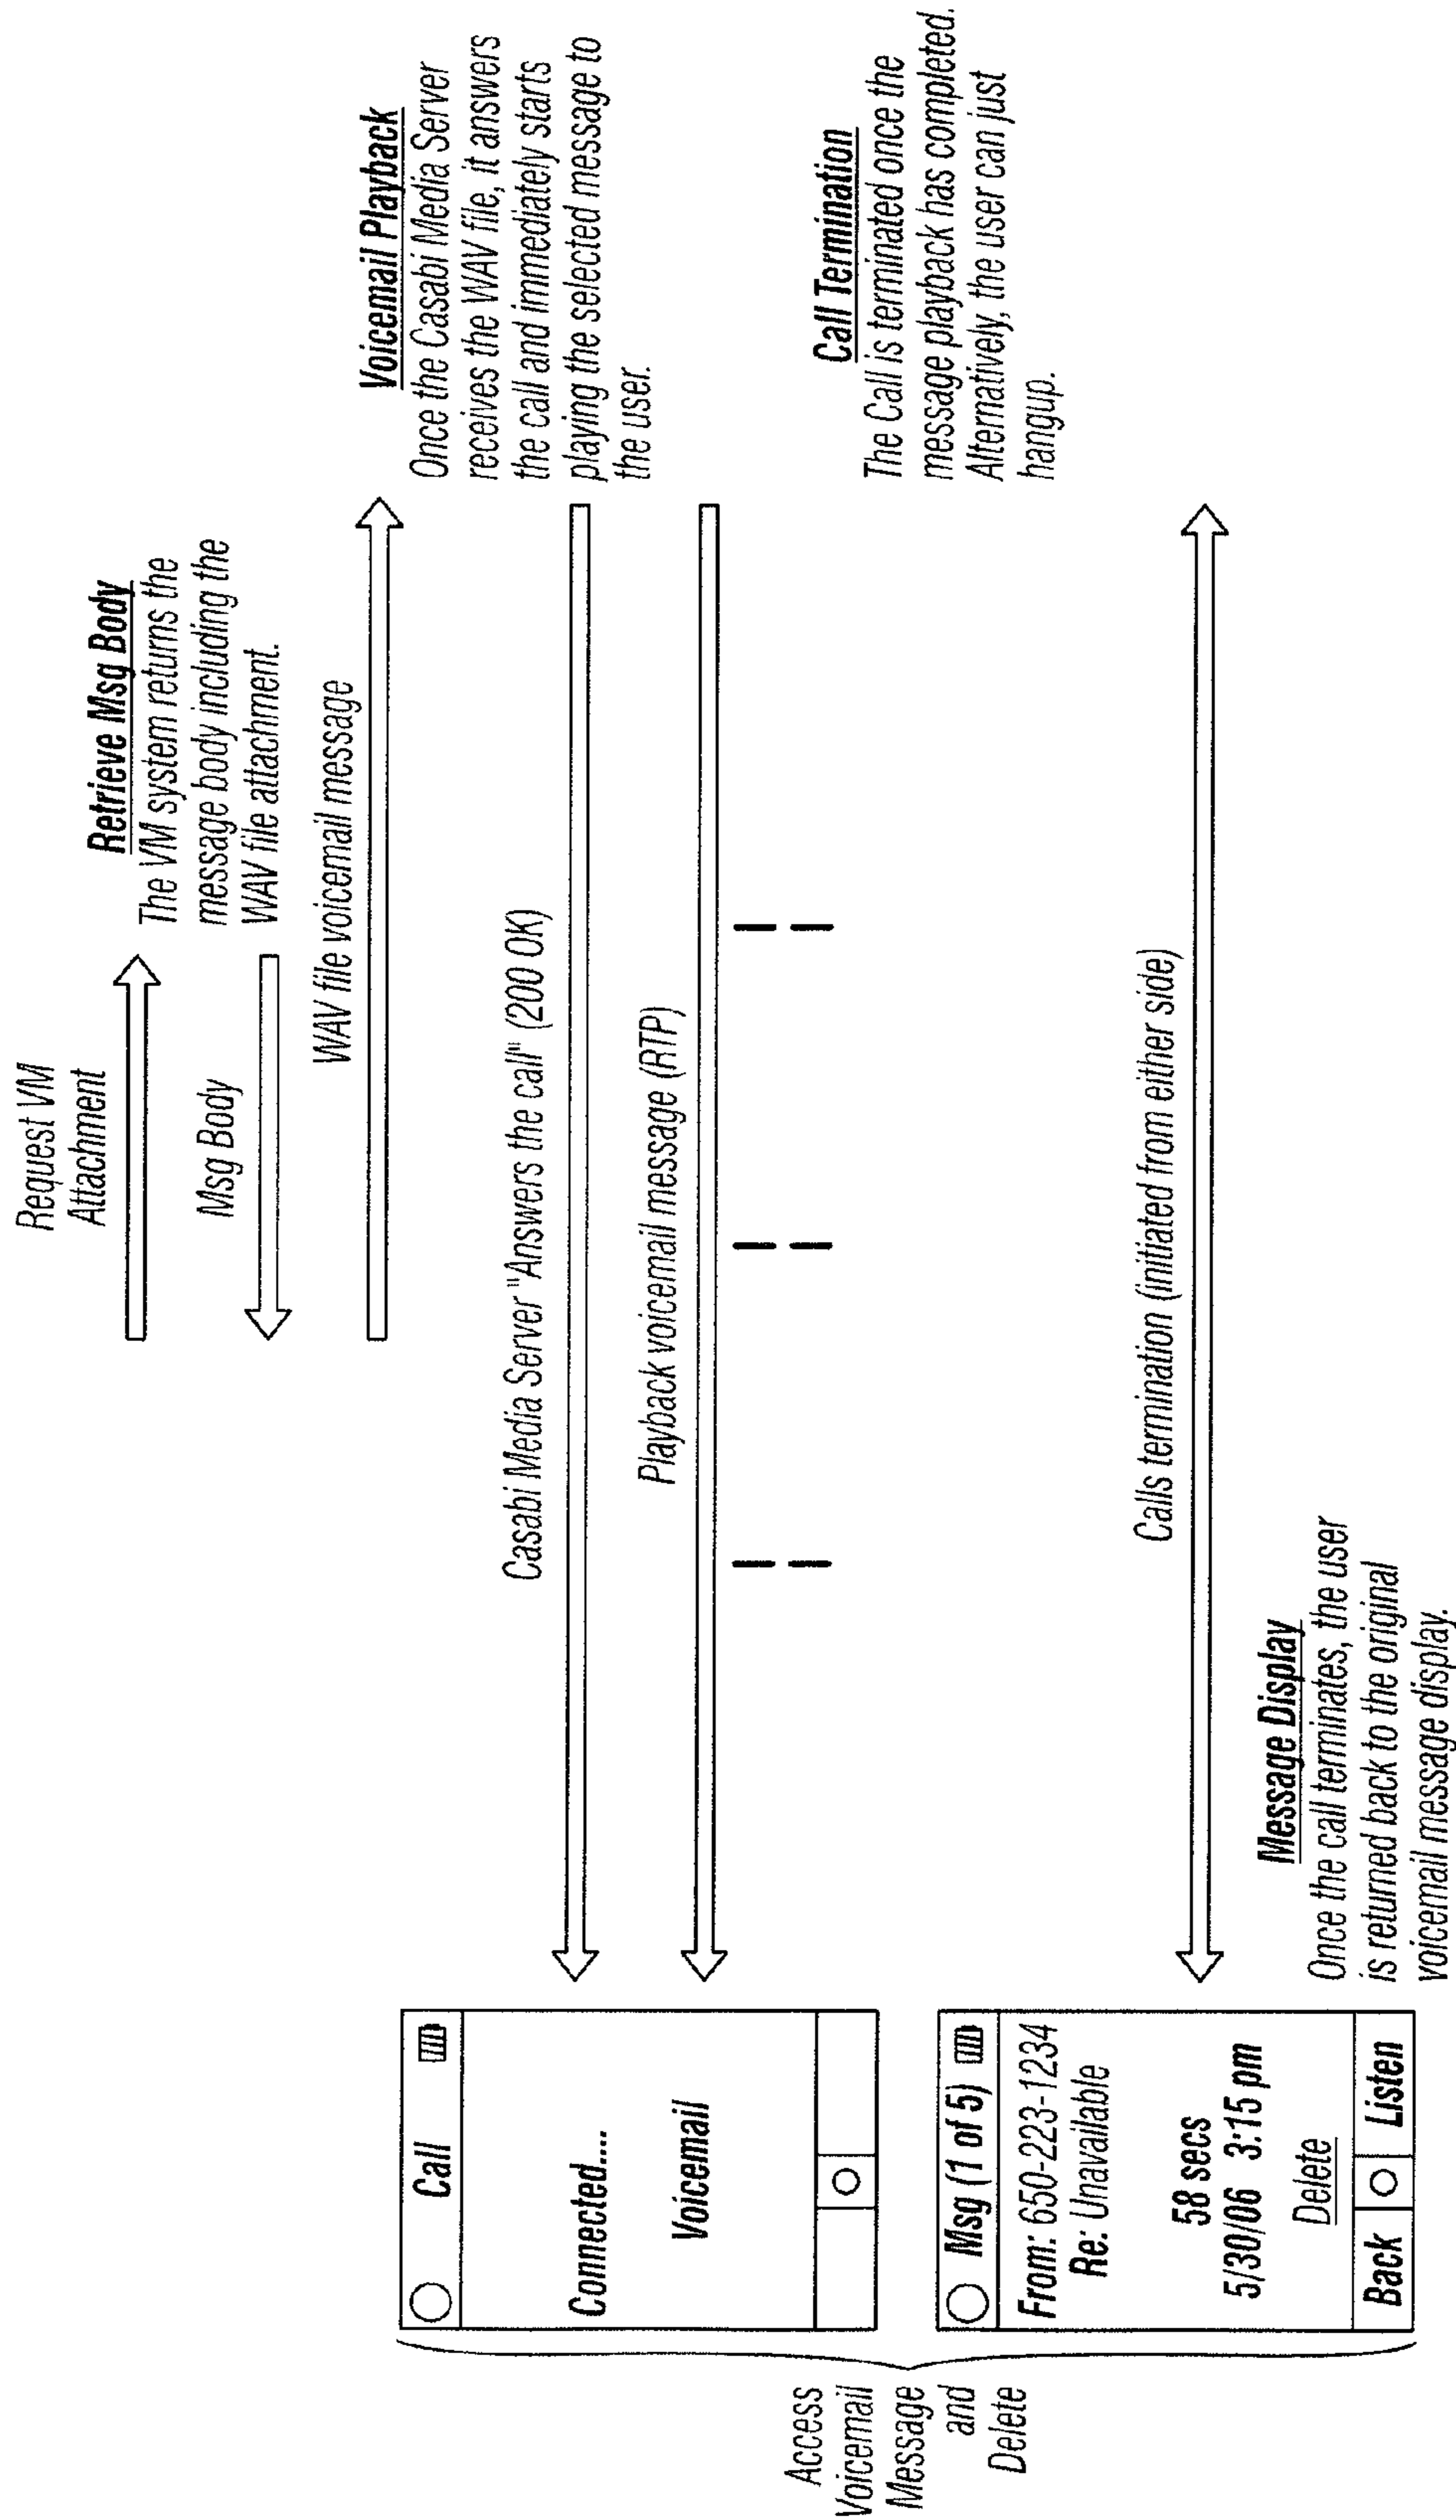 Request VM
Attachment
Retrieve Msg Body
The VM system returns the
message body including the
WAV file attachment.
Msg Body
WAV file voicemail message
Voicemail Playback
Once the Casabi Media Server
receives the WAV file, it answers
the call and immediately starts
playing the selected message to
the user.
Casabi Media Server "Answers the call" (200 OK)
Playback voicemail message (RTP)
Call
Connected...
Voicemail
Call Termination
The Call is terminated once the
message playback has completed.
Alternatively, the user can just
hangup.
Access
Voicemail
Message
and
Delete
Calls termination (initiated from either side)
Msg (1 of 5)
From: 650-223-1234
Re: Unavailable
58 secs
5/30/06 3:15 pm
Delete
Back
Listen
Message Display
Once the call terminates, the user
is returned back to the original
voicemail message display.